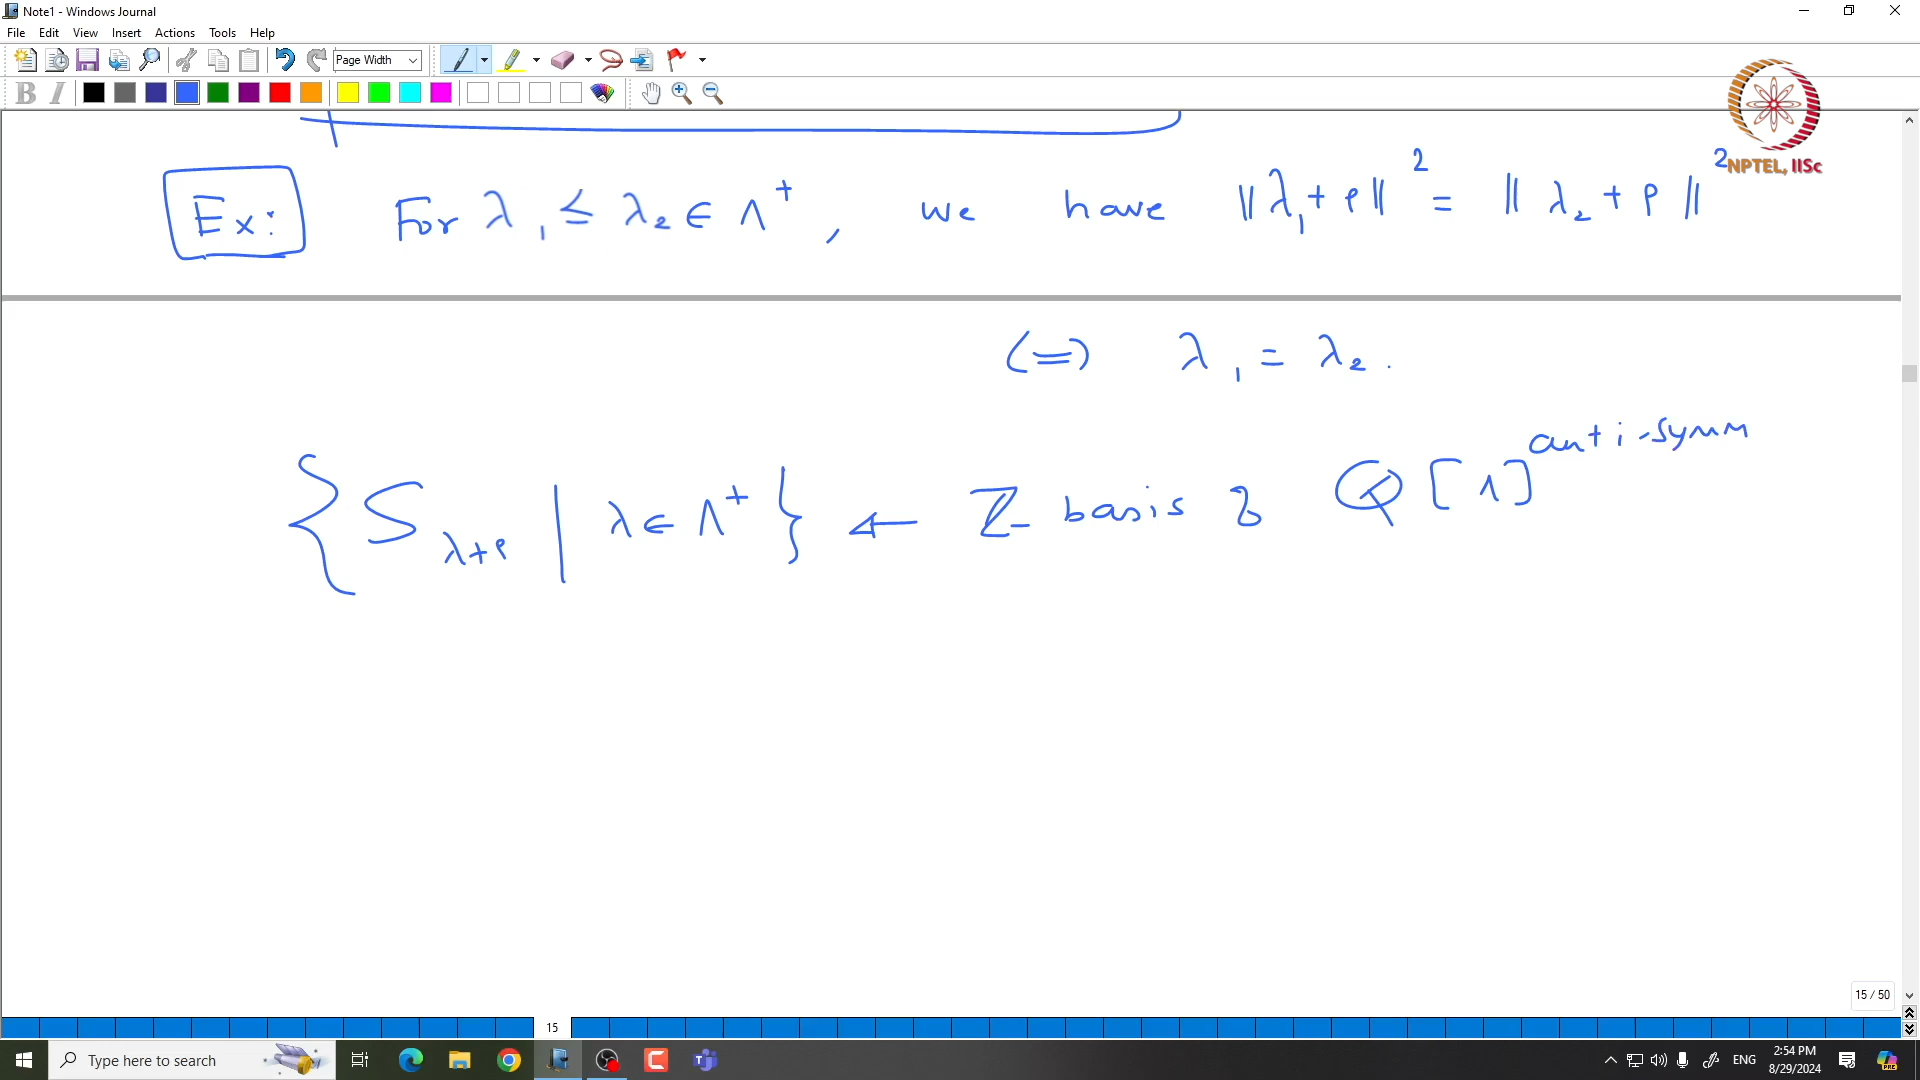 Note1 - Windows Journal
File Edit View Insert Actions Tools Help
Page Width
B I
NPTEL, IISc
Ex: For λ₁ ≤ λ₂ ∈ Λ⁺, we have ‖λ₁+ρ‖² = ‖λ₂+ρ‖²
(=) λ₁ = λ₂.
{S_{λ+ρ} | λ ∈ Λ⁺} ← ℤ basis of ℚ[Λ]^{anti-symm}
15 / 50
15
Type here to search
ENG
2:54 PM
8/29/2024